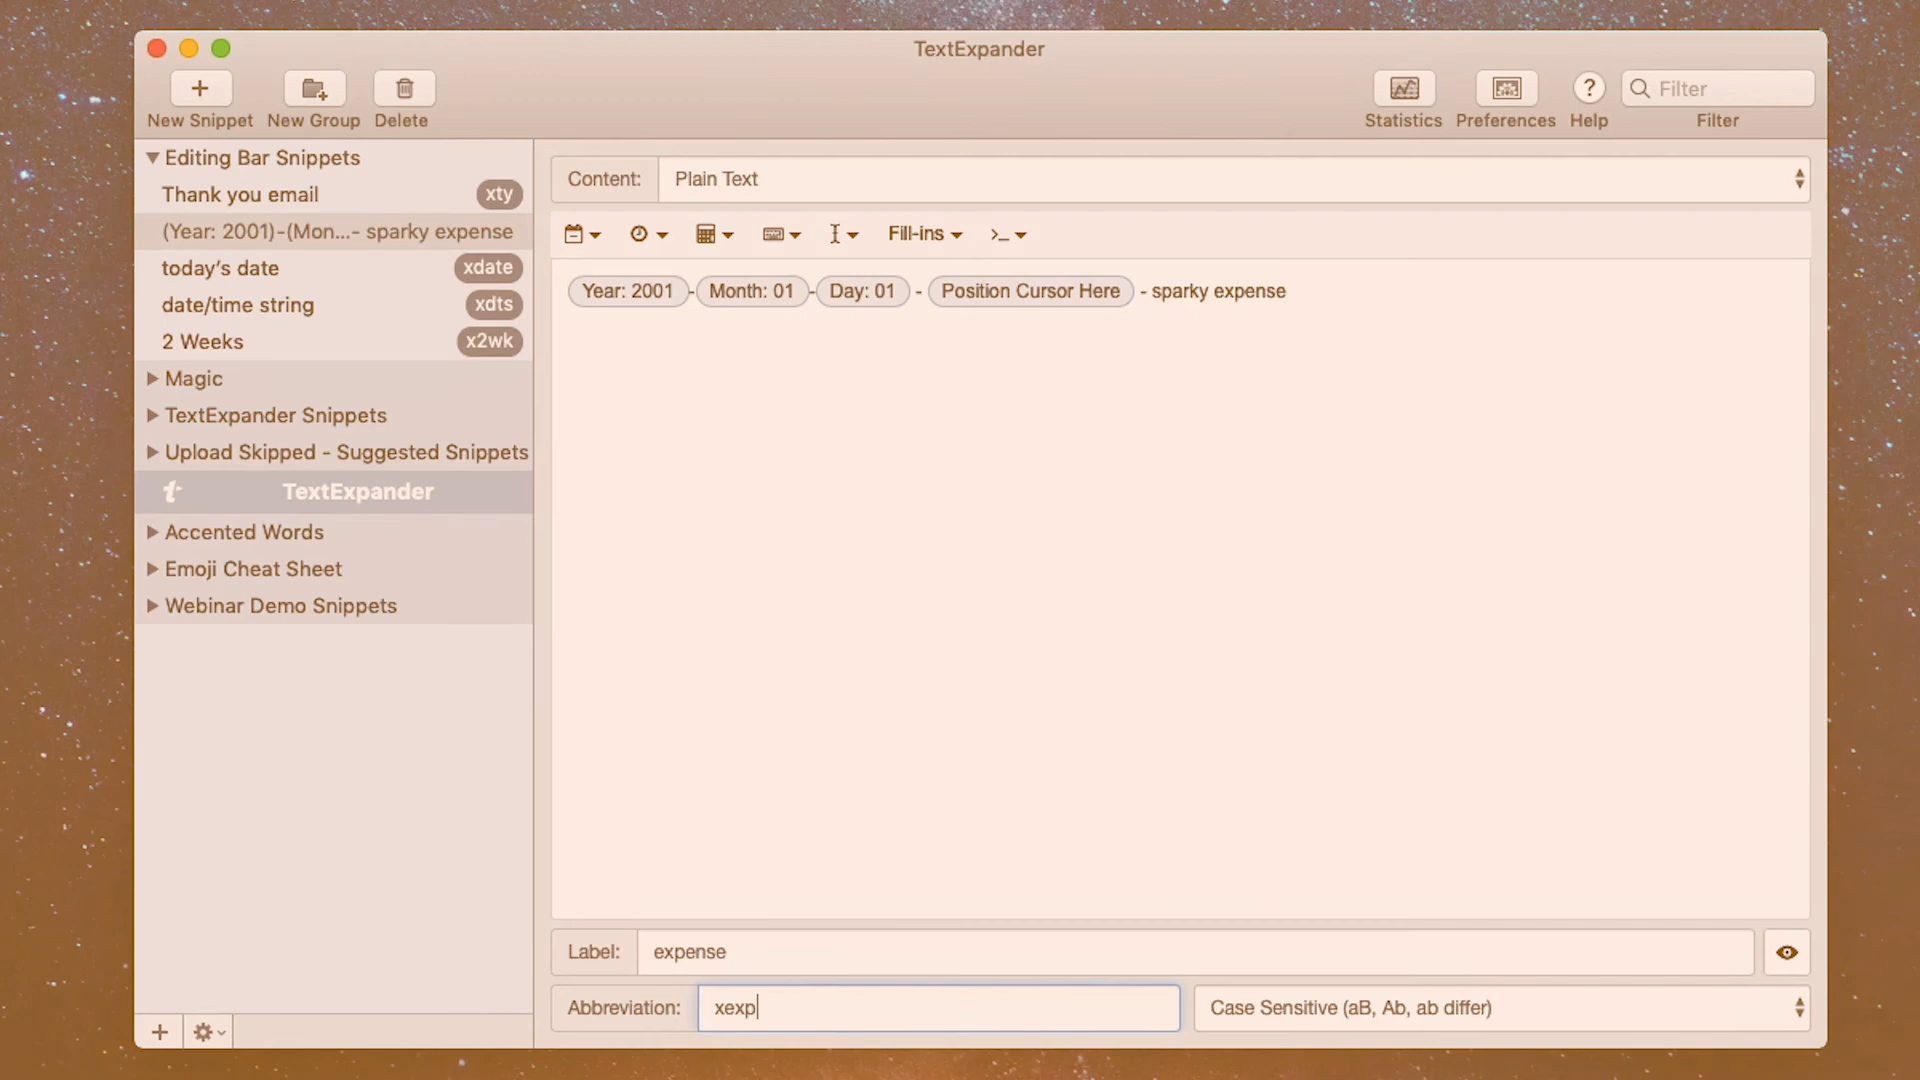 TextExpander
New Snippet
New Group
Delete
Statistics
Preferences
?
Help
Filter
Filter
Editing Bar Snippets
Thank you email xty
(Year: 2001)-(Mon...- sparky expense
today's date xdate
date/time string xdts
2 Weeks x2wk
Magic
TextExpander Snippets
Upload Skipped - Suggested Snippets
TextExpander
Accented Words
Emoji Cheat Sheet
Webinar Demo Snippets
Content: Plain Text
Fill-ins
Year: 2001-Month: 01-Day: 01 - Position Cursor Here - sparky expense
Label: expense
Abbreviation: xexp
Case Sensitive (aB, Ab, ab differ)